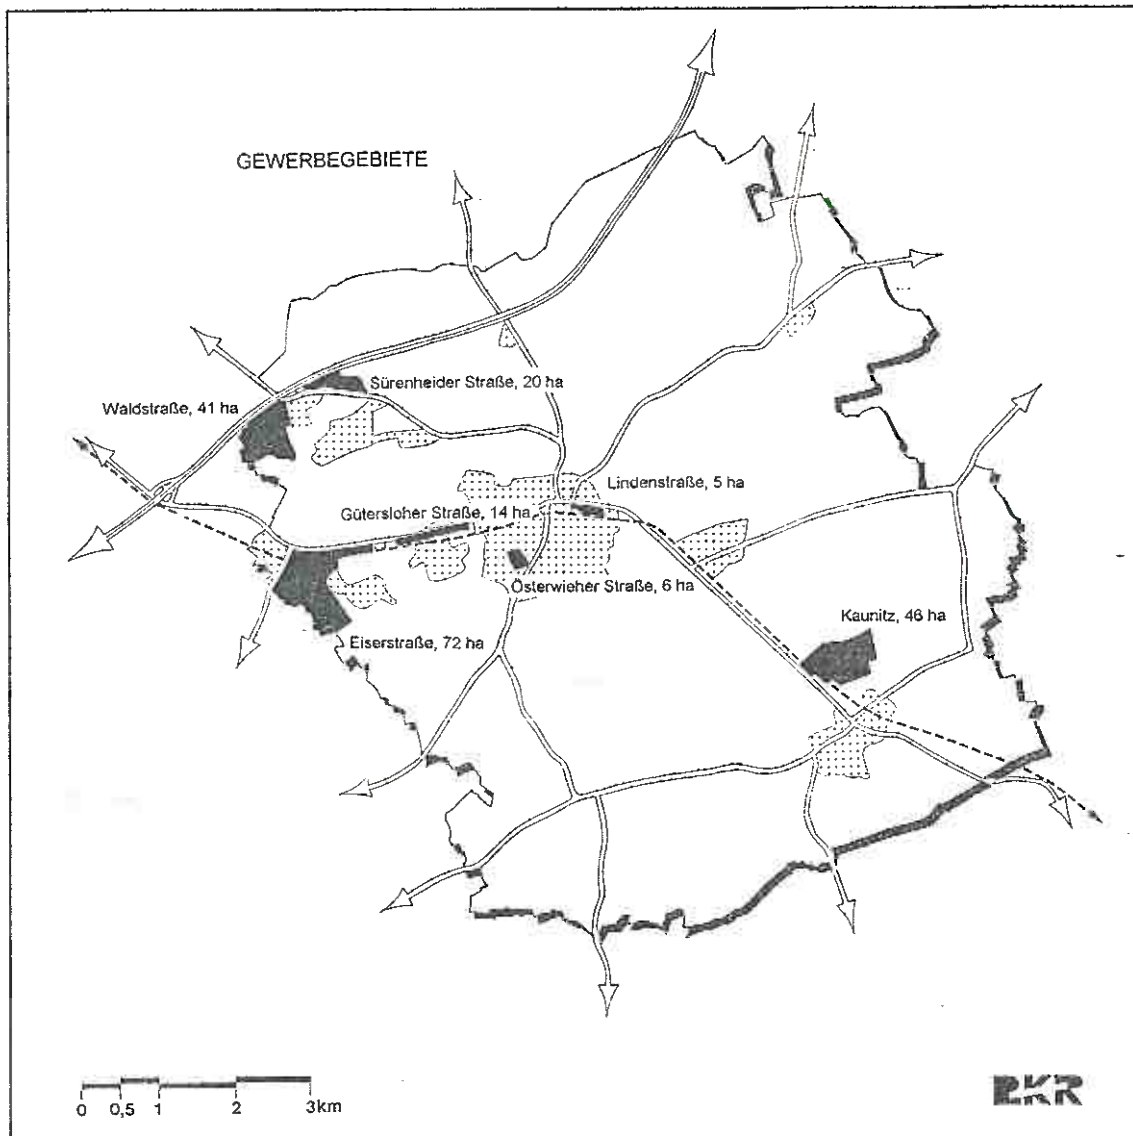 GEWERBEGEBIETE
Sürenheider Straße, 20 ha
Waldstraße, 41 ha
Lindenstraße, 5 ha
Gütersloher Straße, 14 ha
Österwieher Straße, 6 ha
Kaunitz, 46 ha
Eiserstraße, 72 ha
0 0,5 1 2 3km
PKR